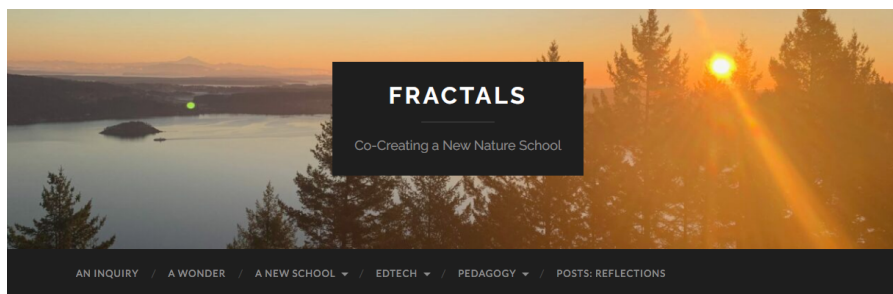 FRACTALS
Co-Creating a New Nature School
AN INQUIRY / A WONDER / A NEW SCHOOL / EDTECH / PEDAGOGY / POSTS: REFLECTIONS